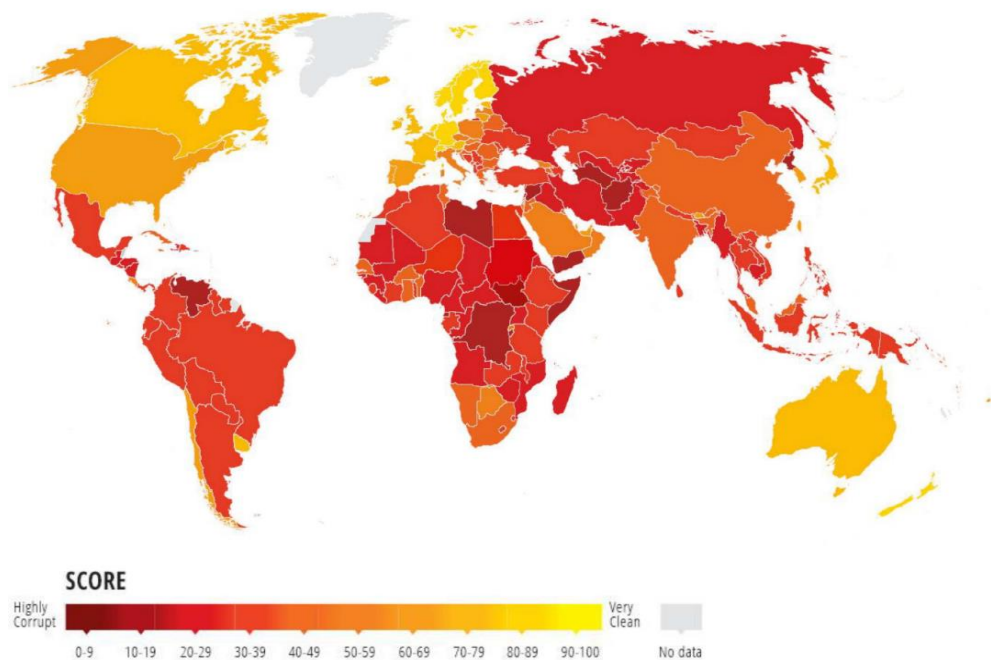 SCORE
Highly
Corrupt
Very
Clean
0-9 10-19 20-29 30-39 40-49 50-59 60-69 70-79 80-89 90-100 No data